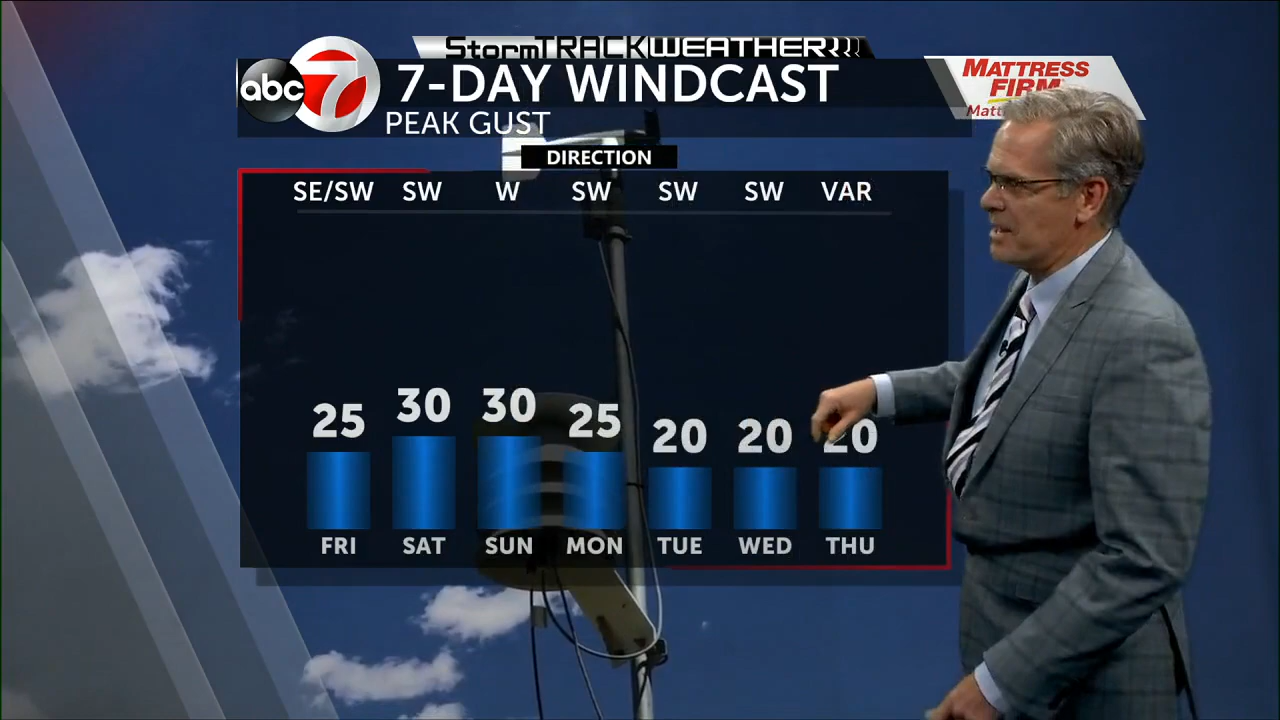 StormTRACKWEATHER
abc 7
7-DAY WINDCAST
PEAK GUST
MATTRESS
FIRM
DIRECTION
SE/SW SW W SW SW SW VAR
25 30 30 25 20 20 20
FRI SAT SUN MON TUE WED THU